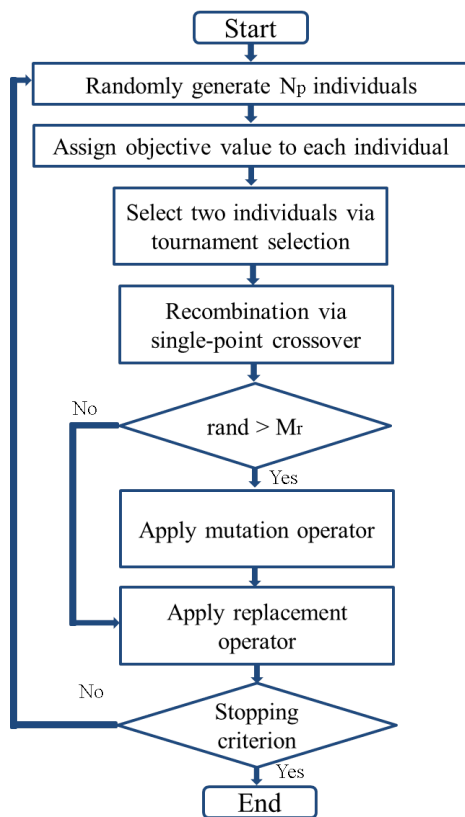 Start
Randomly generate Np individuals
Assign objective value to each individual
Select two individuals via
tournament selection
Recombination via
single-point crossover
No
rand > Mr
Yes
Apply mutation operator
Apply replacement
operator
No
Stopping
criterion
Yes
End